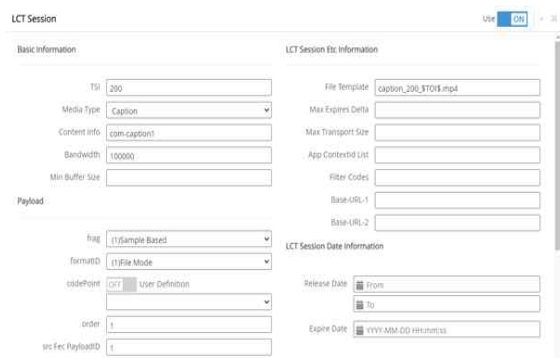 LCT Session
Use ON
Basic Information
TSI 200
Media Type Caption
Content Info com-caption1
Bandwidth 100000
Min Buffer Size
Payload
frag (1)Sample Based
formatID (1)File Mode
codePoint OFF User Definition
order 1
src Fec PayloadID 1
LCT Session Etc Information
File Template caption_200_$TOI$.mp4
Max Expires Delta
Max Transport Size
App ContextId List
Filter Codes
Base-URL-1
Base-URL-2
LCT Session Date Information
Release Date From
To
Expire Date YYYY-MM-DD HH:mm:ss